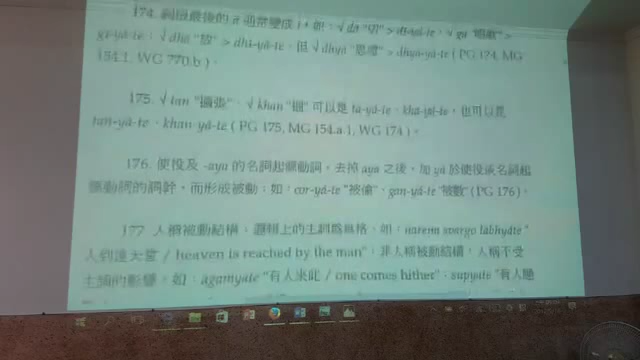 174. 詞根最後的 ā 通常變成 ī，如：√dā "切" > dī-yá-te，√gā "唱歌" >
gī-yá-te；√dhā "放" > dhī-yá-te，但 √dhyā "思惟" > dhyā-yá-te ( PG 174, MG
154.1, WG 770.b )。
175. √tan "擴張"、√khan "掘" 可以是 tā-yá-te、khā-yá-te，也可以是
tan-yá-te、khan-yá-te ( PG 175, MG 154.a.1, WG 174 )。
176. 使役及 -aya 的名詞起源動詞，去掉 aya 之後，加 yá 於使役或名詞起
源動詞的詞幹，而形成被動：如：cor-yá-te "被偷"，gaṇ-yá-te "被數" ( PG 176 )。
177 人稱被動結構，邏輯上的主詞為具格，如：nareṇa svargo labhyate "
人到達天堂 / heaven is reached by the man"，非人稱被動結構，人稱不受
主詞的影響，如：āgamyate "有人來此 / one comes hither"；supyate "有人